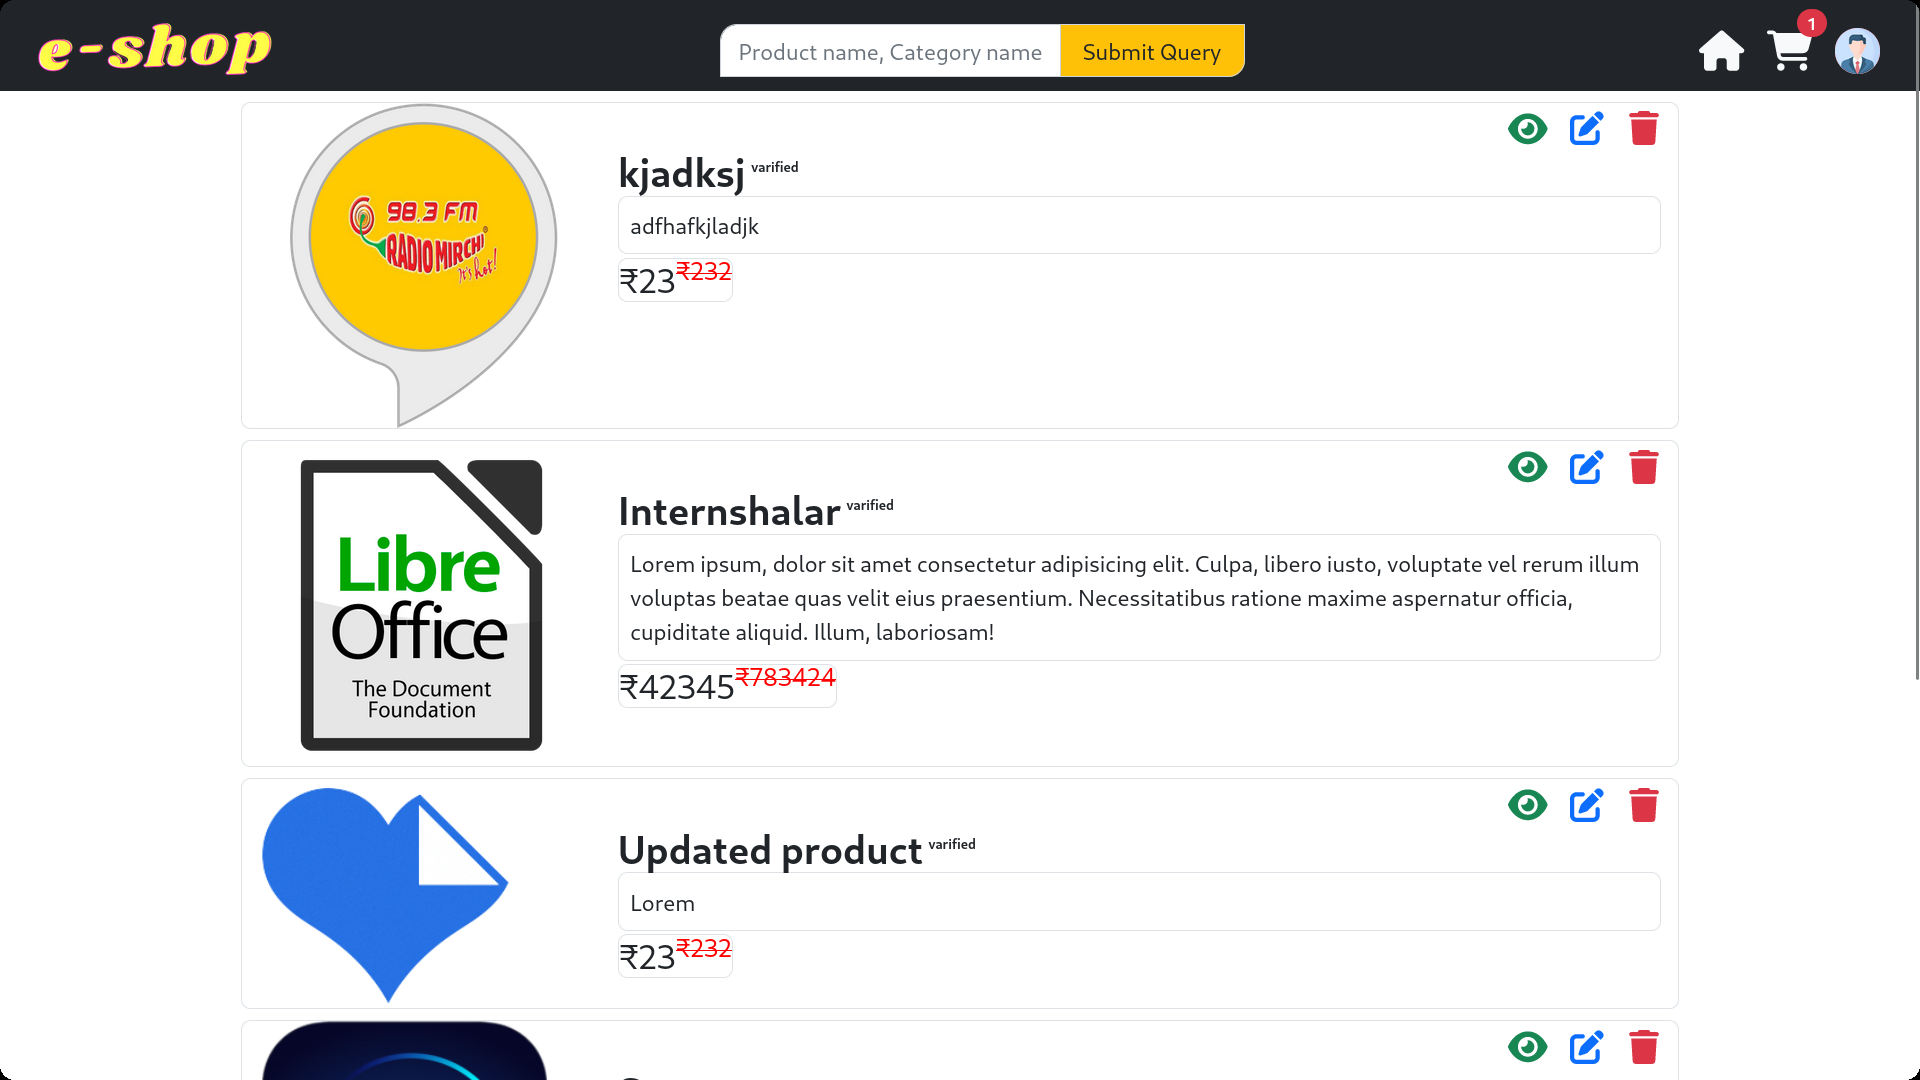 e-shop
Product name, Category name
Submit Query
1
98.3 FM
RADIO MIRCHI
It's hot!
kjadksj varified
adfhafkjladjk
₹23₹232
Internshalar varified
Lorem ipsum, dolor sit amet consectetur adipisicing elit. Culpa, libero iusto, voluptate vel rerum illum
voluptas beatae quas velit eius praesentium. Necessitatibus ratione maxime aspernatur officia,
cupiditate aliquid. Illum, laboriosam!
₹42345₹783424
Libre
Office
The Document
Foundation
Updated product varified
Lorem
₹23₹232